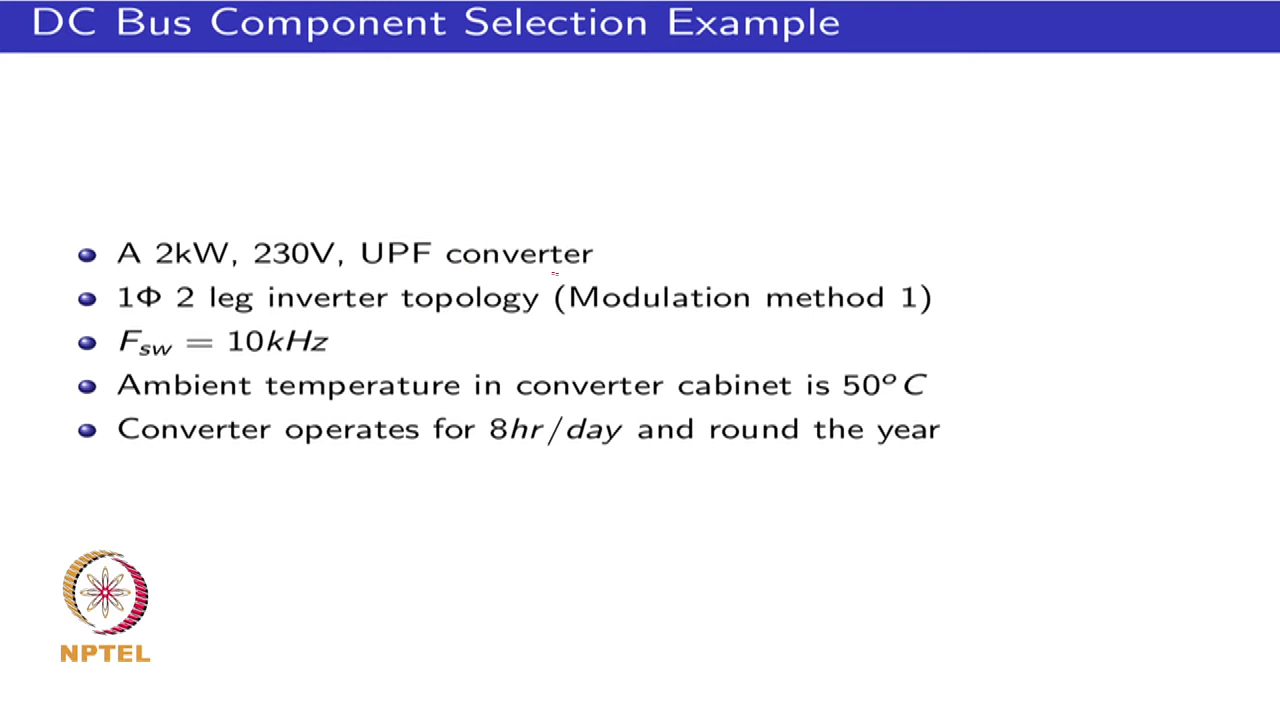 DC Bus Component Selection Example
A 2kW, 230V, UPF converter
1Φ 2 leg inverter topology (Modulation method 1)
F_sw = 10kHz
Ambient temperature in converter cabinet is 50°C
Converter operates for 8hr/day and round the year
NPTEL